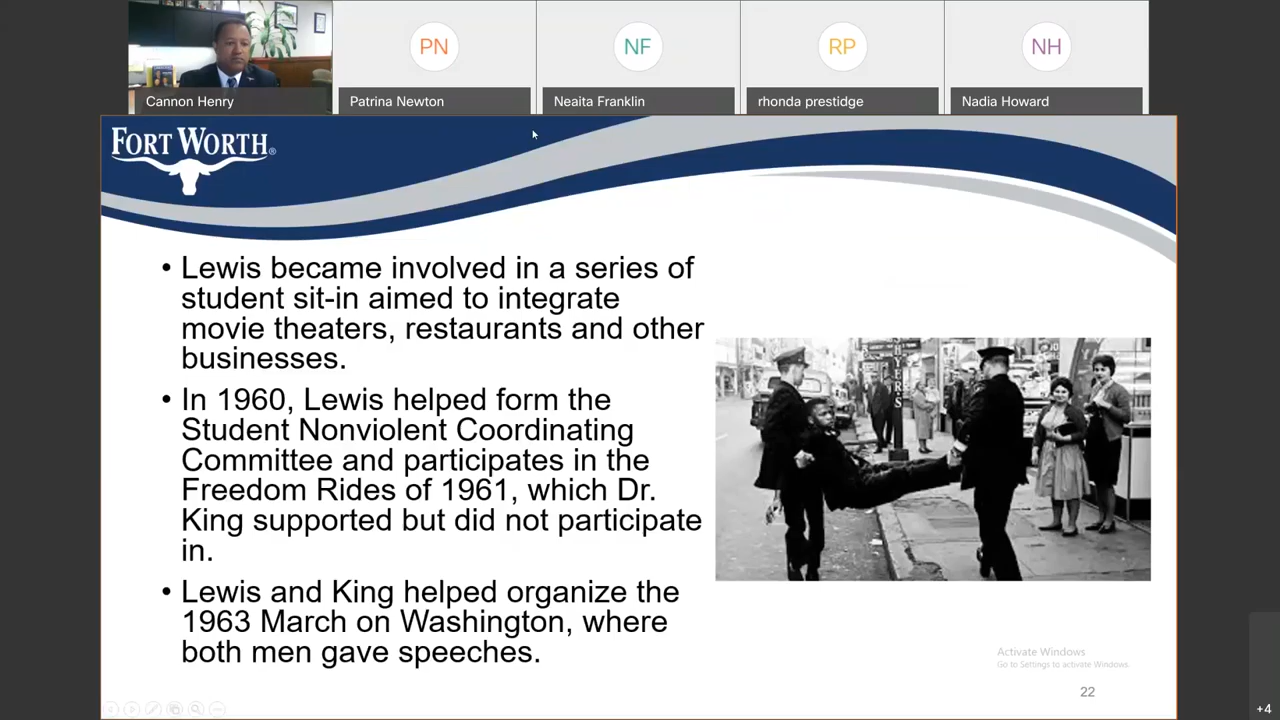 PN
NF
RP
NH
Cannon Henry
Patrina Newton
Neaita Franklin
rhonda prestidge
Nadia Howard
FORT WORTH®
• Lewis became involved in a series of
student sit-in aimed to integrate
movie theaters, restaurants and other
businesses.
• In 1960, Lewis helped form the
Student Nonviolent Coordinating
Committee and participates in the
Freedom Rides of 1961, which Dr.
King supported but did not participate
in.
• Lewis and King helped organize the
1963 March on Washington, where
both men gave speeches.
Activate Windows
Go to Settings to activate Windows.
22
+4